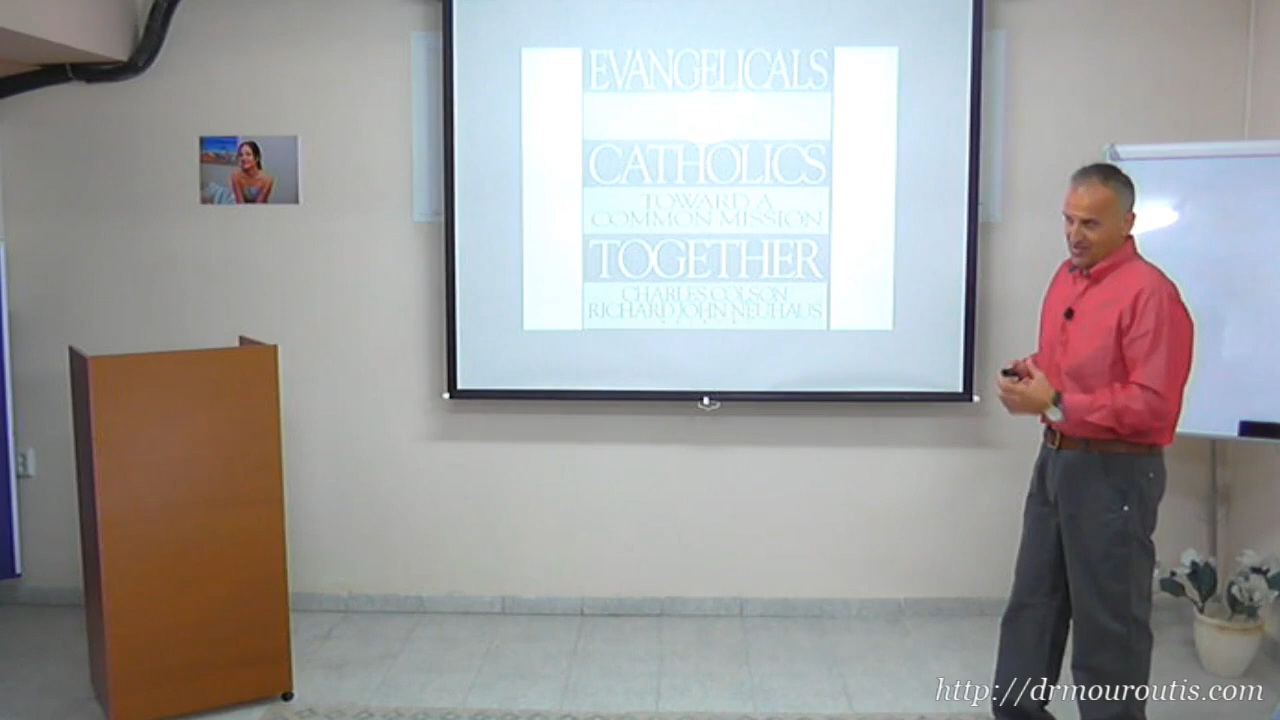 EVANGELICALS
CATHOLICS
TOWARD A
COMMON MISSION
TOGETHER
CHARLES COLSON
RICHARD JOHN NEUHAUS
http://drmouroutis.com